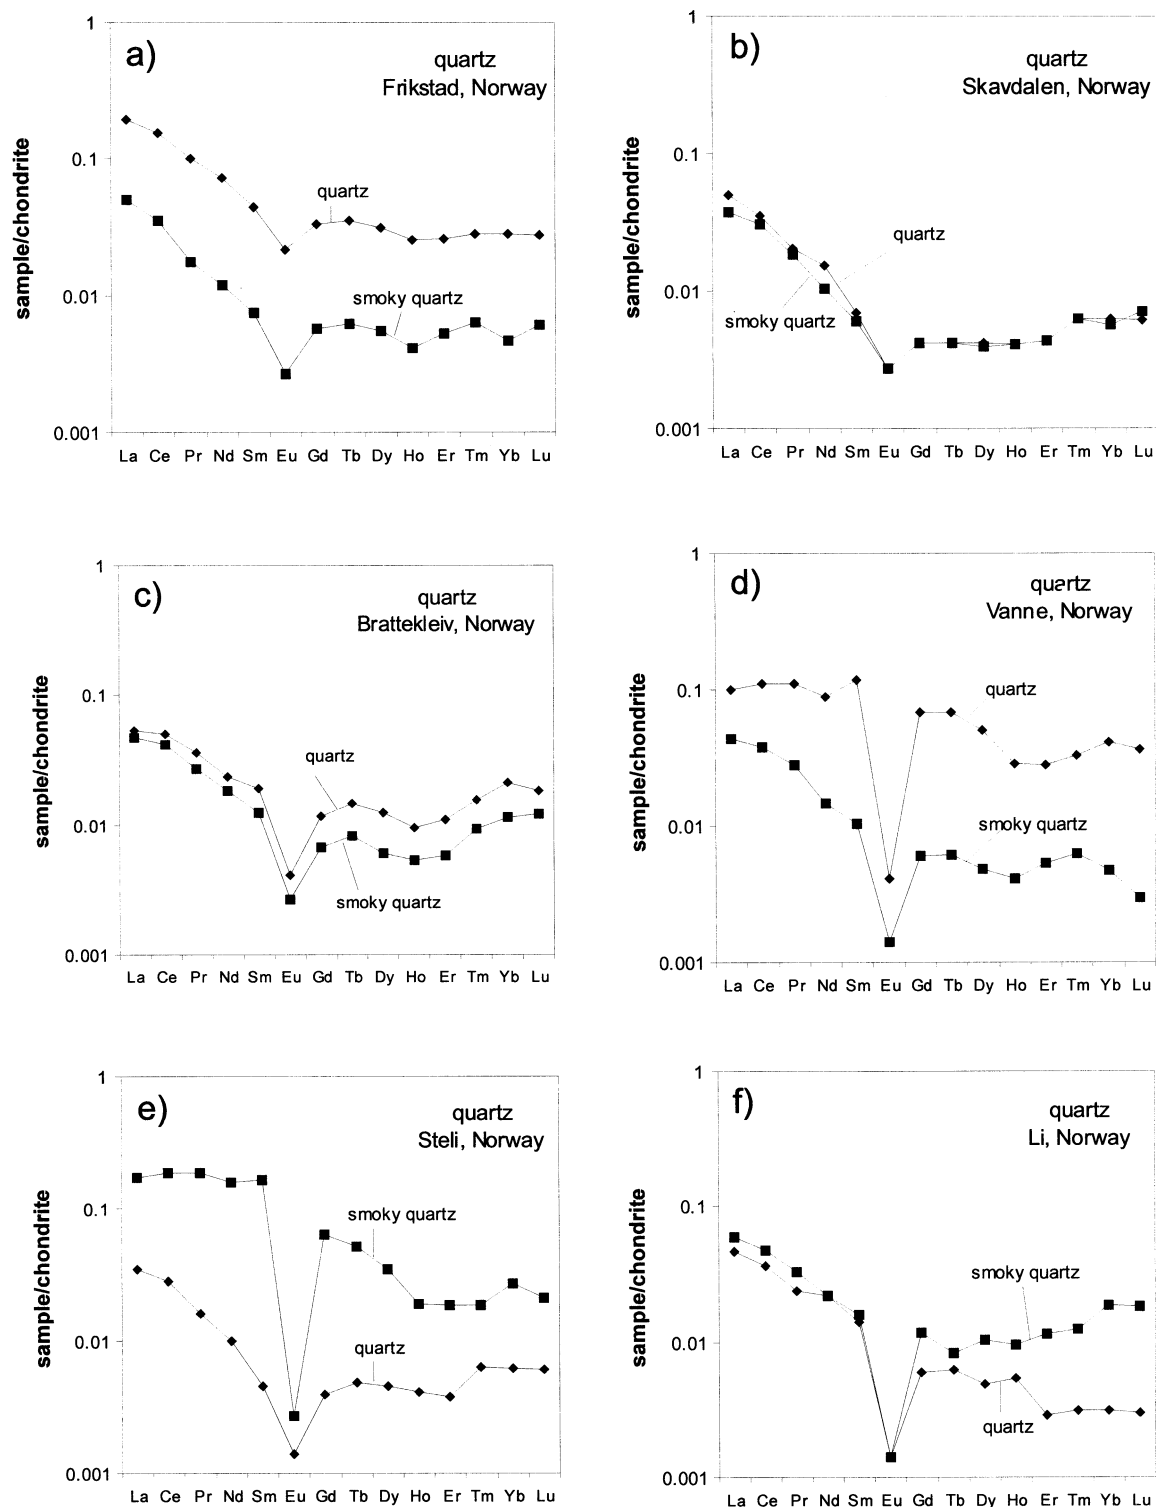 a)
quartz
Frikstad, Norway
sample/chondrite
1
0.1
0.01
0.001
quartz
smoky quartz
La Ce Pr Nd Sm Eu Gd Tb Dy Ho Er Tm Yb Lu
b)
quartz
Skavdalen, Norway
sample/chondrite
1
0.1
0.01
0.001
quartz
smoky quartz
La Ce Pr Nd Sm Eu Gd Tb Dy Ho Er Tm Yb Lu
c)
quartz
Brattekleiv, Norway
sample/chondrite
1
0.1
0.01
0.001
quartz
smoky quartz
La Ce Pr Nd Sm Eu Gd Tb Dy Ho Er Tm Yb Lu
d)
quartz
Vanne, Norway
sample/chondrite
1
0.1
0.01
0.001
quartz
smoky quartz
La Ce Pr Nd Sm Eu Gd Tb Dy Ho Er Tm Yb Lu
e)
quartz
Steli, Norway
sample/chondrite
1
0.1
0.01
0.001
smoky quartz
quartz
La Ce Pr Nd Sm Eu Gd Tb Dy Ho Er Tm Yb Lu
f)
quartz
Li, Norway
sample/chondrite
1
0.1
0.01
0.001
smoky quartz
quartz
La Ce Pr Nd Sm Eu Gd Tb Dy Ho Er Tm Yb Lu